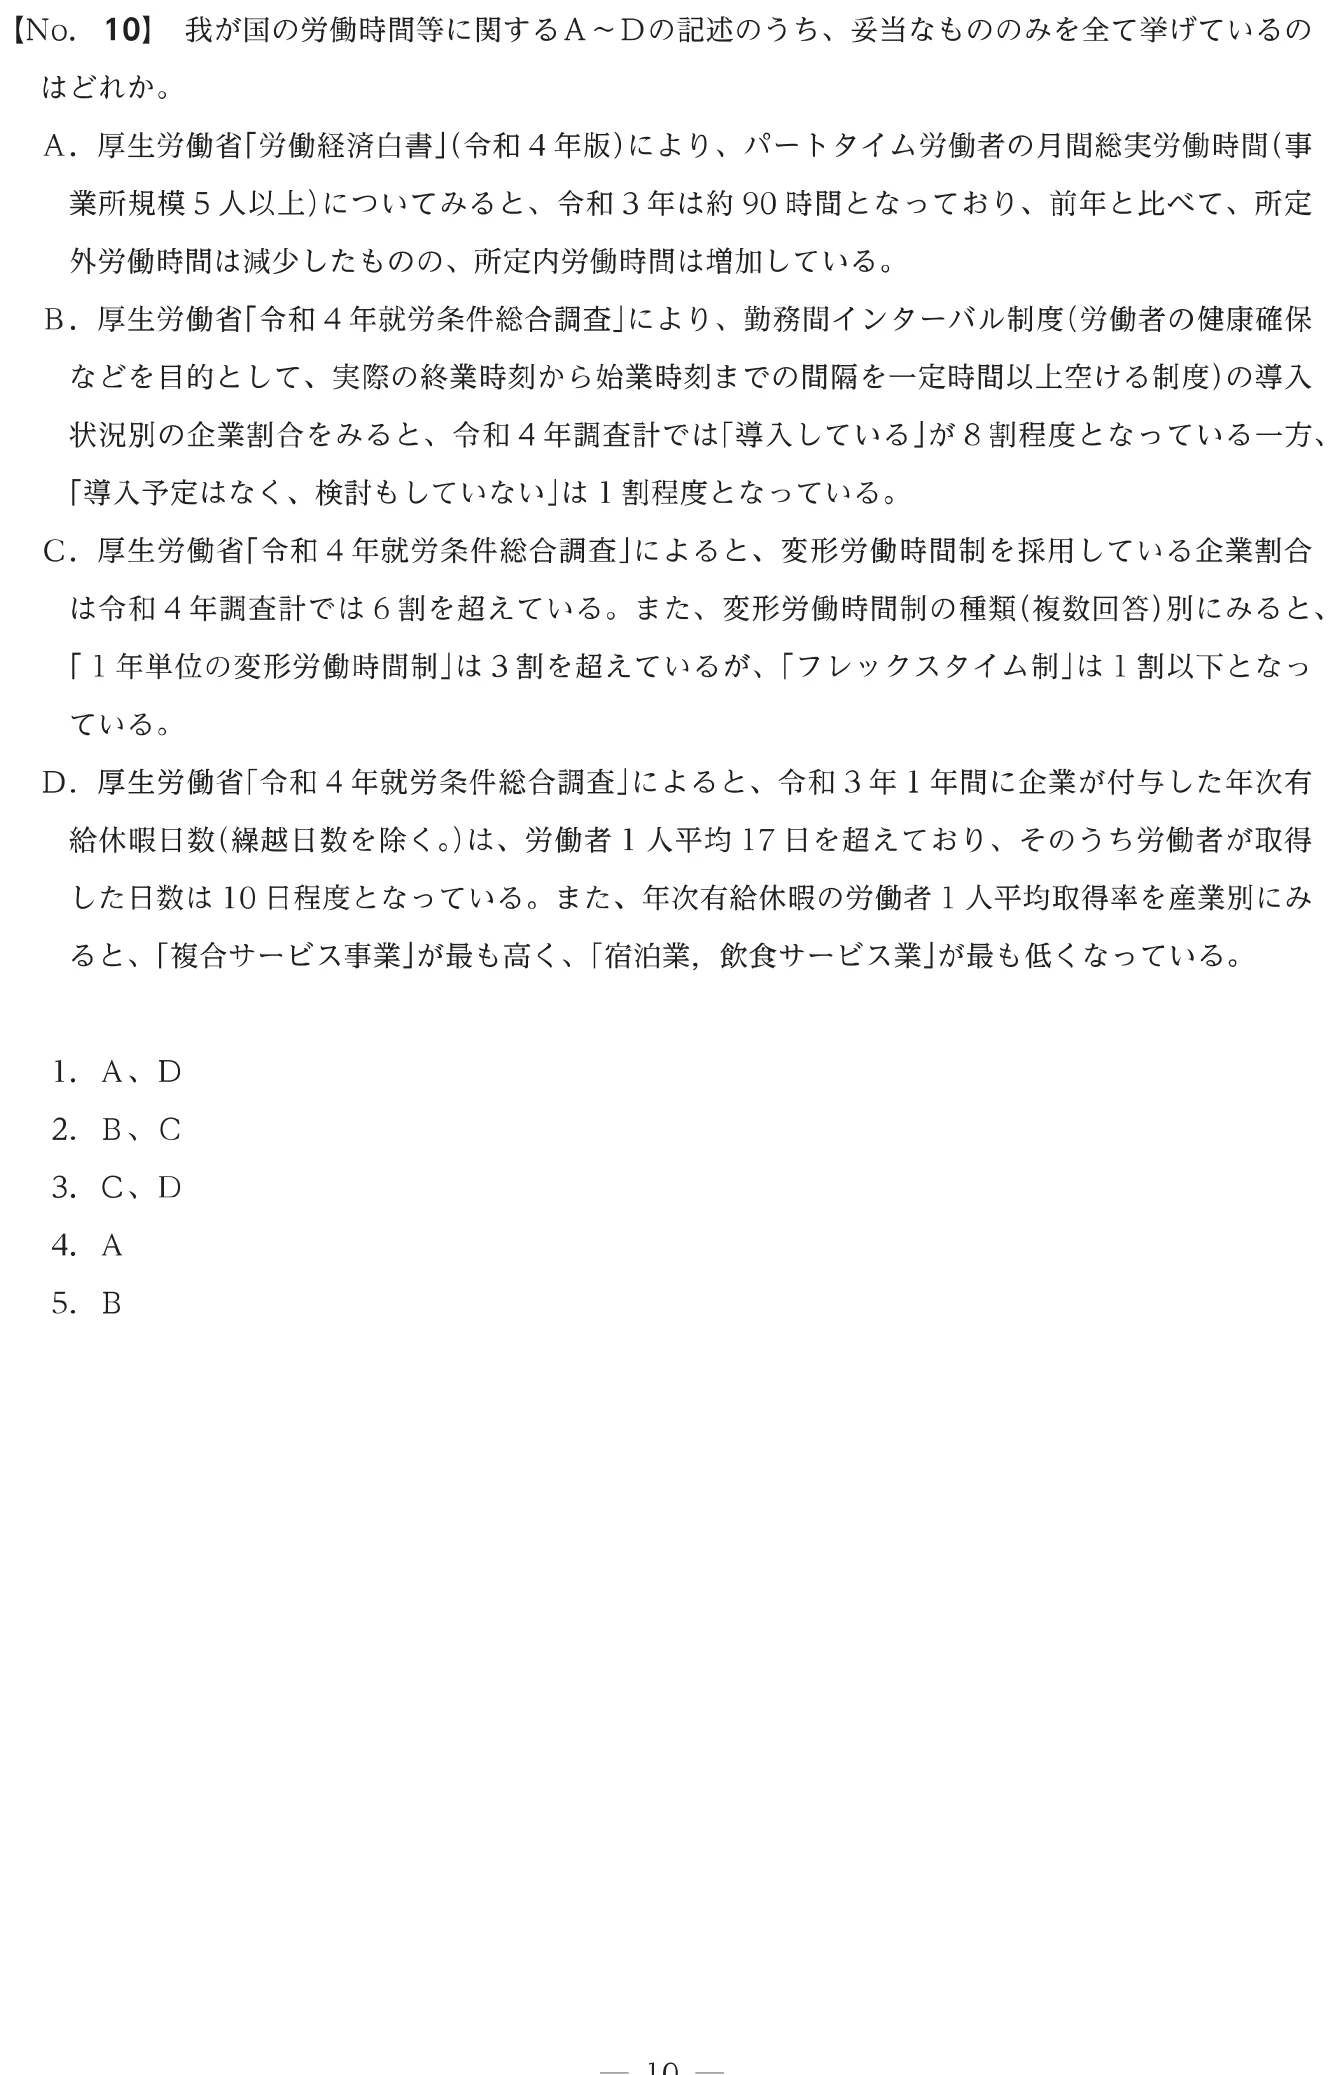 【No. 10】 我が国の労働時間等に関するA～Dの記述のうち、妥当なもののみを全て挙げているの
はどれか。
A．厚生労働省「労働経済白書」(令和4年版)により、パートタイム労働者の月間総実労働時間(事
業所規模5人以上)についてみると、令和3年は約90時間となっており、前年と比べて、所定
外労働時間は減少したものの、所定内労働時間は増加している。
B．厚生労働省「令和4年就労条件総合調査」により、勤務間インターバル制度(労働者の健康確保
などを目的として、実際の終業時刻から始業時刻までの間隔を一定時間以上空ける制度)の導入
状況別の企業割合をみると、令和4年調査計では「導入している」が8割程度となっている一方、
「導入予定はなく、検討もしていない」は1割程度となっている。
C．厚生労働省「令和4年就労条件総合調査」によると、変形労働時間制を採用している企業割合
は令和4年調査計では6割を超えている。また、変形労働時間制の種類(複数回答)別にみると、
「1年単位の変形労働時間制」は3割を超えているが、「フレックスタイム制」は1割以下となっ
ている。
D．厚生労働省「令和4年就労条件総合調査」によると、令和3年1年間に企業が付与した年次有
給休暇日数(繰越日数を除く。)は、労働者1人平均17日を超えており、そのうち労働者が取得
した日数は10日程度となっている。また、年次有給休暇の労働者1人平均取得率を産業別にみ
ると、「複合サービス事業」が最も高く、「宿泊業，飲食サービス業」が最も低くなっている。
1．A、D
2．B、C
3．C、D
4．A
5．B
― 10 ―